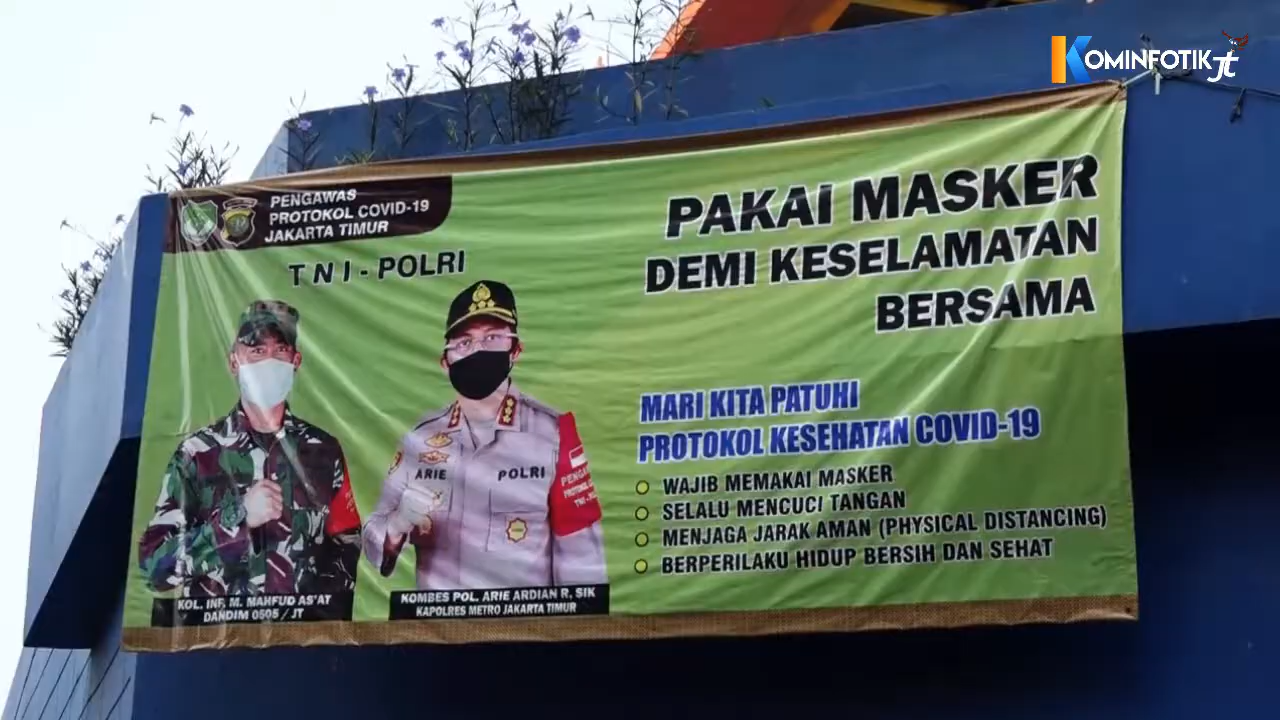 KOMINFOTIK JT
PENGAWAS
PROTOKOL COVID-19
JAKARTA TIMUR
T N I - POLRI
PAKAI MASKER
DEMI KESELAMATAN
BERSAMA
MARI KITA PATUHI
PROTOKOL KESEHATAN COVID-19
WAJIB MEMAKAI MASKER
SELALU MENCUCI TANGAN
MENJAGA JARAK AMAN (PHYSICAL DISTANCING)
BERPERILAKU HIDUP BERSIH DAN SEHAT
ARIE
POLRI
KOL. INF. M. MAHFUD AS'AT
DANDIM 0505 / JT
KOMBES POL. ARIE ARDIAN R, SIK
KAPOLRES METRO JAKARTA TIMUR